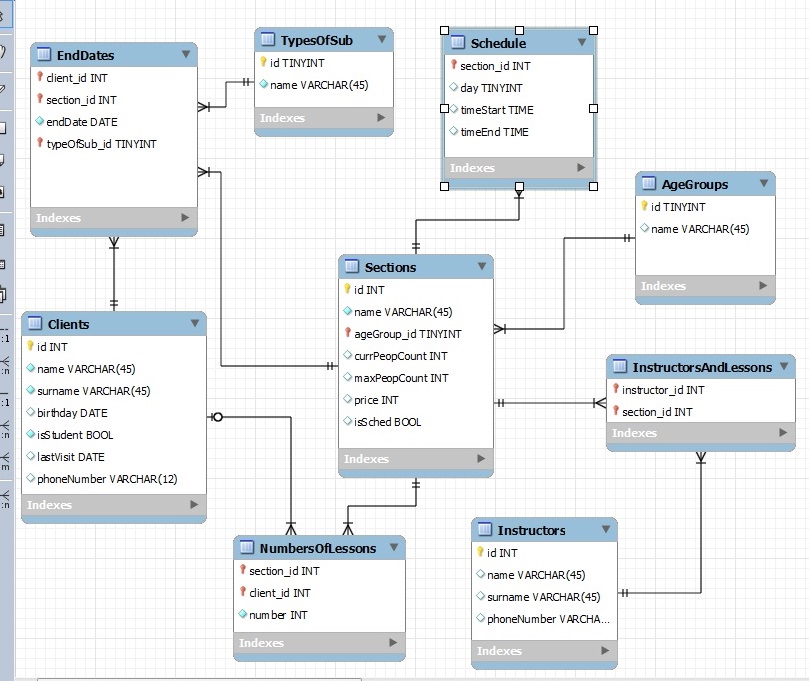 EndDates
client_id INT
section_id INT
endDate DATE
typeOfSub_id TINYINT
Indexes
TypesOfSub
id TINYINT
name VARCHAR(45)
Indexes
Schedule
section_id INT
day TINYINT
timeStart TIME
timeEnd TIME
Indexes
AgeGroups
id TINYINT
name VARCHAR(45)
Indexes
Sections
id INT
name VARCHAR(45)
ageGroup_id TINYINT
currPeopCount INT
maxPeopCount INT
price INT
isSched BOOL
Indexes
Clients
id INT
name VARCHAR(45)
surname VARCHAR(45)
birthday DATE
isStudent BOOL
lastVisit DATE
phoneNumber VARCHAR(12)
Indexes
InstructorsAndLessons
instructor_id INT
section_id INT
Indexes
NumbersOfLessons
section_id INT
client_id INT
number INT
Indexes
Instructors
id INT
name VARCHAR(45)
surname VARCHAR(45)
phoneNumber VARCHA...
Indexes
:1
:n
:1
:n
:m
:n